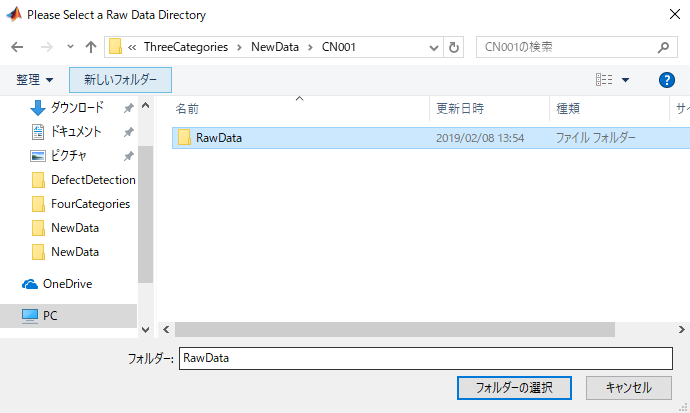 Please Select a Raw Data Directory
« ThreeCategories > NewData > CN001
CN001の検索
整理
新しいフォルダー
?
名前
更新日時
種類
サイ
ダウンロード
ドキュメント
ピクチャ
DefectDetection
FourCategories
NewData
NewData
OneDrive
PC
RawData
2019/02/08 13:54
ファイル フォルダー
フォルダー:
RawData
フォルダーの選択
キャンセル